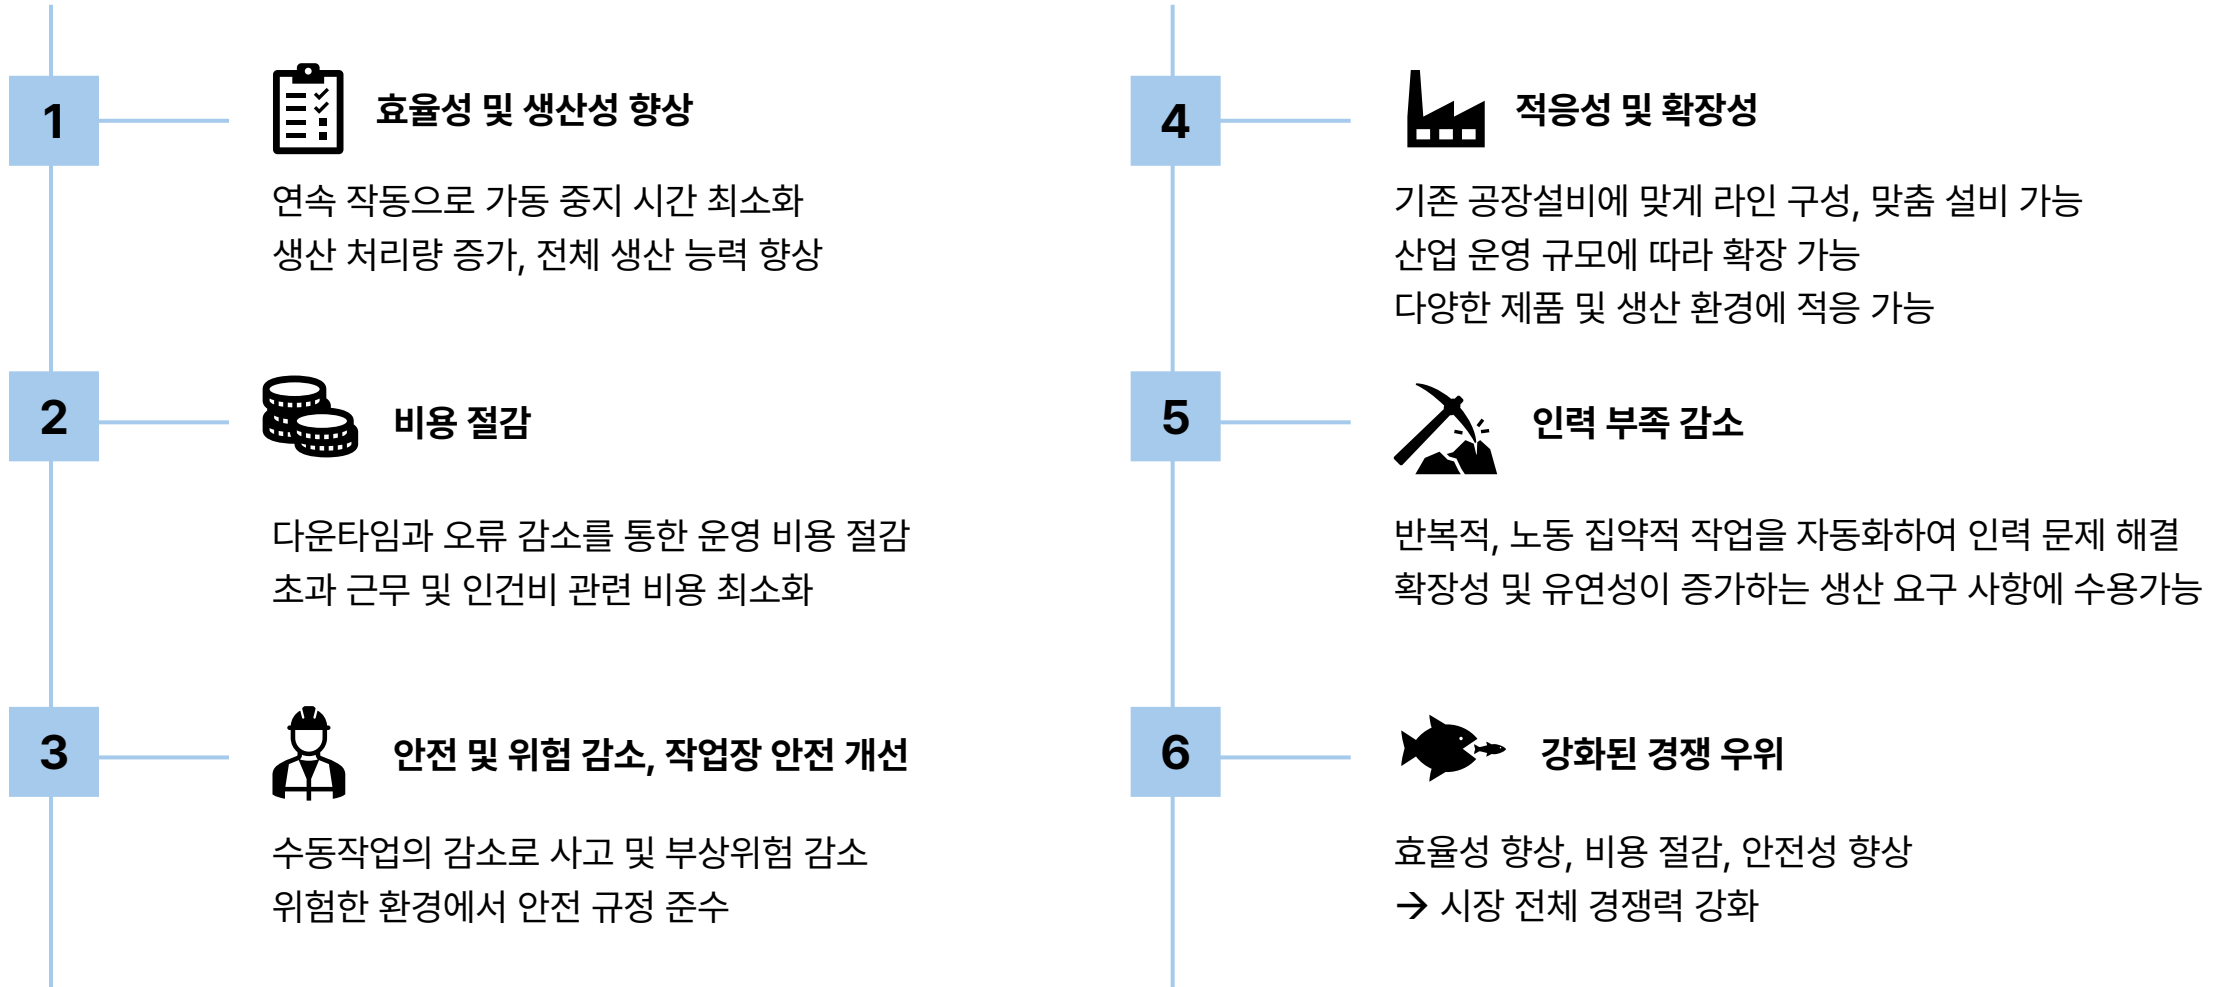 1
효율성 및 생산성 향상
연속 작동으로 가동 중지 시간 최소화
생산 처리량 증가, 전체 생산 능력 향상
2
비용 절감
다운타임과 오류 감소를 통한 운영 비용 절감
초과 근무 및 인건비 관련 비용 최소화
3
안전 및 위험 감소, 작업장 안전 개선
수동작업의 감소로 사고 및 부상위험 감소
위험한 환경에서 안전 규정 준수
4
적응성 및 확장성
기존 공장설비에 맞게 라인 구성, 맞춤 설비 가능
산업 운영 규모에 따라 확장 가능
다양한 제품 및 생산 환경에 적응 가능
5
인력 부족 감소
반복적, 노동 집약적 작업을 자동화하여 인력 문제 해결
확장성 및 유연성이 증가하는 생산 요구 사항에 수용가능
6
강화된 경쟁 우위
효율성 향상, 비용 절감, 안전성 향상
→ 시장 전체 경쟁력 강화